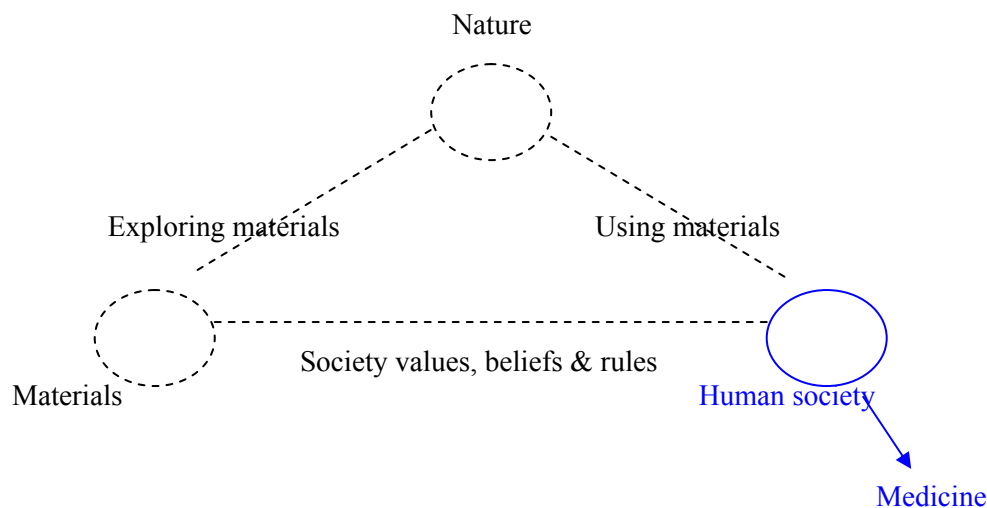 Nature
Exploring materials
Using materials
Society values, beliefs & rules
Materials
Human society
Medicine